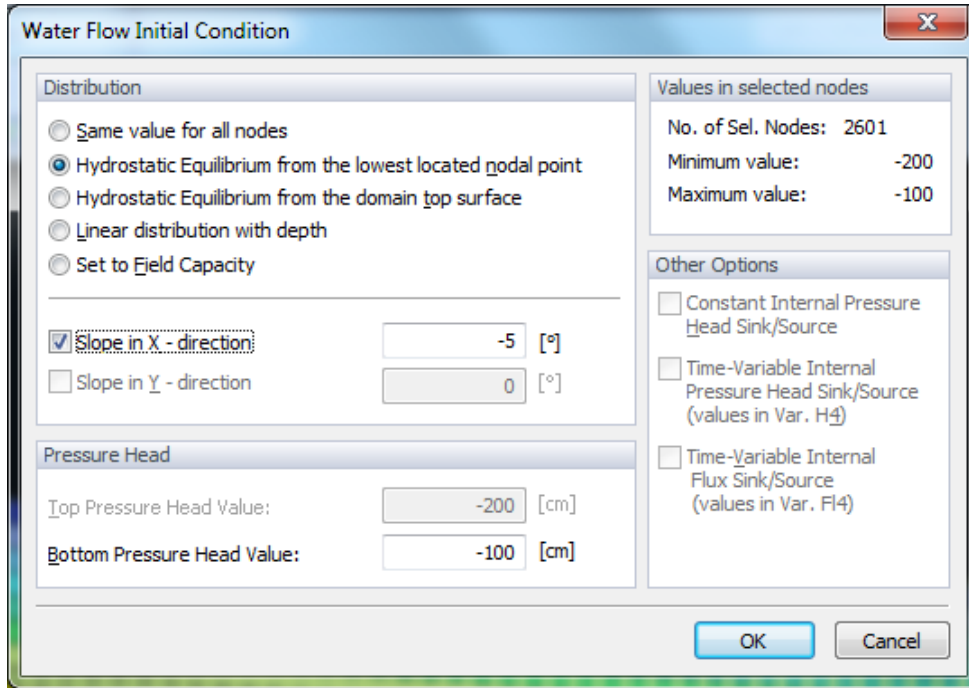 Water Flow Initial Condition
Distribution
Same value for all nodes
Hydrostatic Equilibrium from the lowest located nodal point
Hydrostatic Equilibrium from the domain top surface
Linear distribution with depth
Set to Field Capacity
Slope in X - direction -5 [º]
Slope in Y - direction 0 [°]
Pressure Head
Top Pressure Head Value: -200 [cm]
Bottom Pressure Head Value: -100 [cm]
Values in selected nodes
No. of Sel. Nodes: 2601
Minimum value: -200
Maximum value: -100
Other Options
Constant Internal Pressure
Head Sink/Source
Time-Variable Internal
Pressure Head Sink/Source
(values in Var. H4)
Time-Variable Internal
Flux Sink/Source
(values in Var. Fl4)
OK Cancel